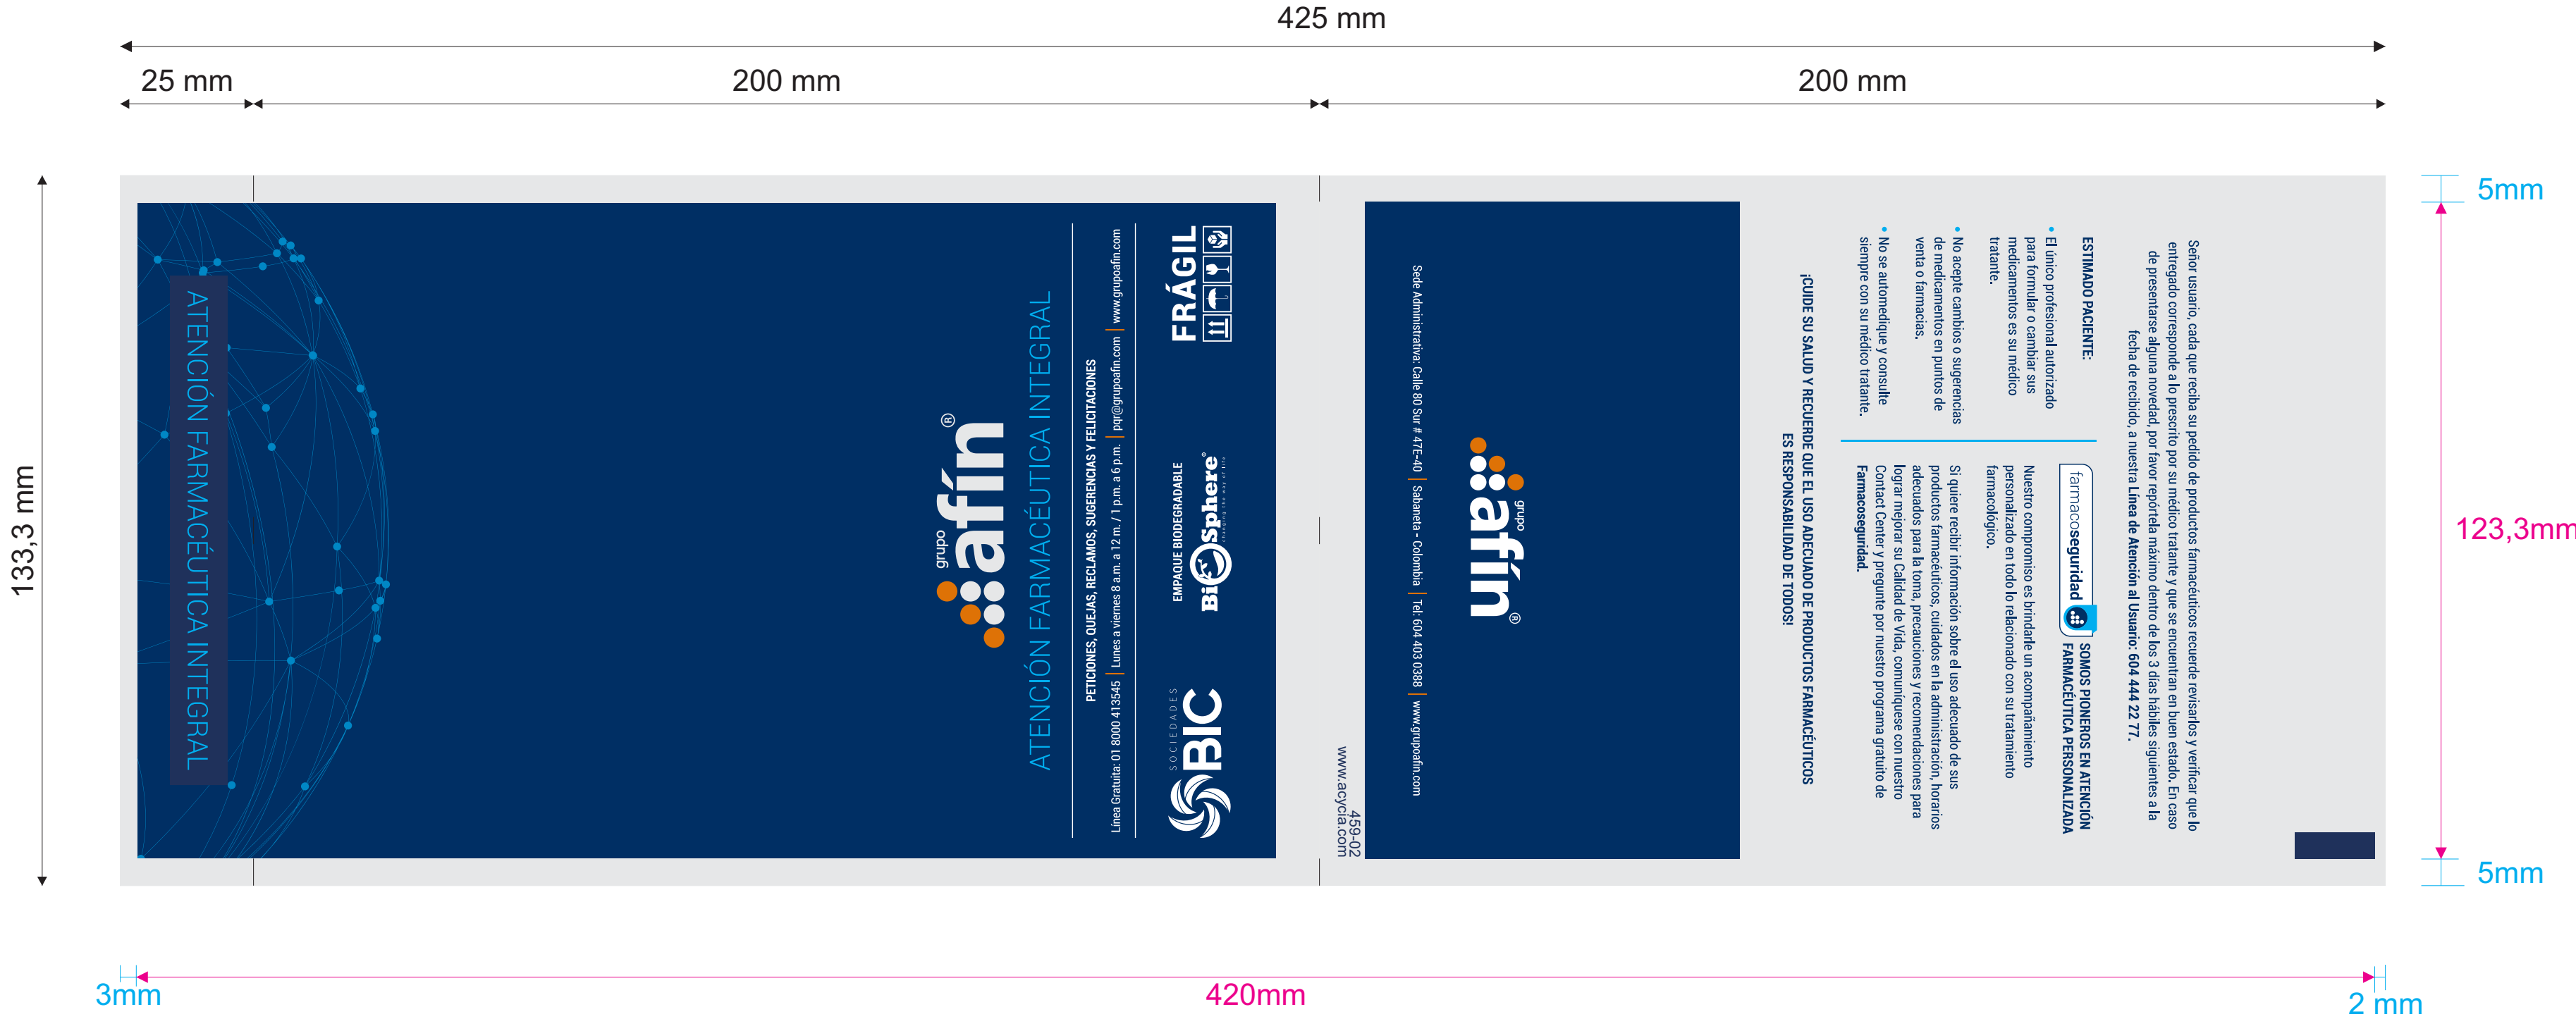 425 mm
25 mm
200 mm
200 mm
133,3 mm
5mm
123,3mm
5mm
3mm
420mm
2 mm
ATENCIÓN FARMACÉUTICA INTEGRAL
grupo
afín®
ATENCIÓN FARMACÉUTICA INTEGRAL
PETICIONES, QUEJAS, RECLAMOS, SUGERENCIAS Y FELICITACIONES
Línea Gratuita: 01 8000 413545 | Lunes a viernes 8 a.m. a 12 m. / 1 p.m. a 6 p.m. | pqr@grupoafin.com | www.grupoafin.com
SOCIEDADES
BIC
EMPAQUE BIODEGRADABLE
BioSphere®
changing the way of life
FRÁGIL
459-02
www.acycia.com
Señor usuario, cada que reciba su pedido de productos farmacéuticos recuerde revisarlos y verificar que lo
entregado corresponde a lo prescrito por su médico tratante y que se encuentran en buen estado. En caso
de presentarse alguna novedad, por favor repórtela máximo dentro de los 3 días hábiles siguientes a la
fecha de recibido, a nuestra Línea de Atención al Usuario: 604 444 22 77.
ESTIMADO PACIENTE:
• El único profesional autorizado
para formular o cambiar sus
medicamentos es su médico
tratante.
• No acepte cambios o sugerencias
de medicamentos en puntos de
venta o farmacias.
• No se automedique y consulte
siempre con su médico tratante.
farmacoseguridad
SOMOS PIONEROS EN ATENCIÓN
FARMACÉUTICA PERSONALIZADA
Nuestro compromiso es brindarle un acompañamiento
personalizado en todo lo relacionado con su tratamiento
farmacológico.
Si quiere recibir información sobre el uso adecuado de sus
productos farmacéuticos, cuidados en la administración, horarios
adecuados para la toma, precauciones y recomendaciones para
lograr mejorar su Calidad de Vida, comuníquese con nuestro
Contact Center y pregunte por nuestro programa gratuito de
Farmacoseguridad.
¡CUIDE SU SALUD Y RECUERDE QUE EL USO ADECUADO DE PRODUCTOS FARMACÉUTICOS
ES RESPONSABILIDAD DE TODOS!
grupo
afín®
Sede Administrativa: Calle 80 Sur # 47E-40 | Sabaneta - Colombia | Tel: 604 403 0388 | www.grupoafin.com